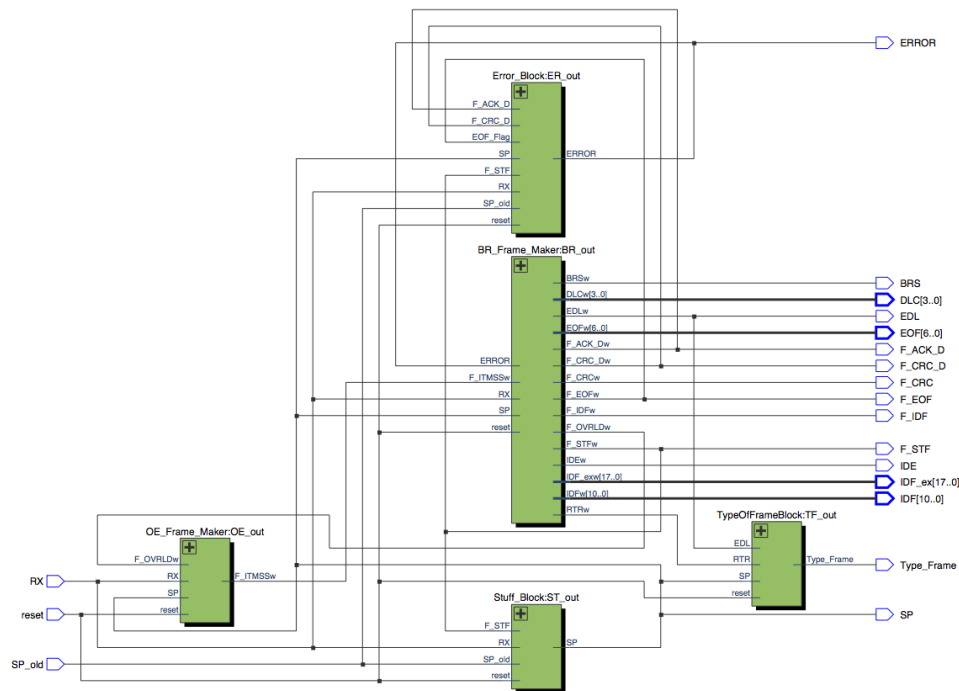 ERROR
Error_Block:ER_out
F_ACK_D
F_CRC_D
EOF_Flag
SP
ERROR
F_STF
RX
SP_old
reset
BR_Frame_Maker:BR_out
BRSw
BRS
DLCw[3..0]
DLC[3..0]
EDLw
EDL
EOFw[6..0]
EOF[6..0]
F_ACK_Dw
F_ACK_D
ERROR
F_CRC_Dw
F_CRC_D
F_ITMSSw
F_CRCw
F_CRC
RX
F_EOFw
F_EOF
SP
F_IDFw
F_IDF
reset
F_OVRLDw
F_STFw
F_STF
IDEw
IDE
IDF_exw[17..0]
IDF_ex[17..0]
IDFw[10..0]
IDF[10..0]
RTRw
TypeOfFrameBlock:TF_out
EDL
RTR
Type_Frame
Type_Frame
SP
reset
OE_Frame_Maker:OE_out
F_OVRLDw
RX
RX
F_ITMSSw
SP
reset
reset
Stuff_Block:ST_out
F_STF
RX
SP
SP
SP_old
SP_old
reset